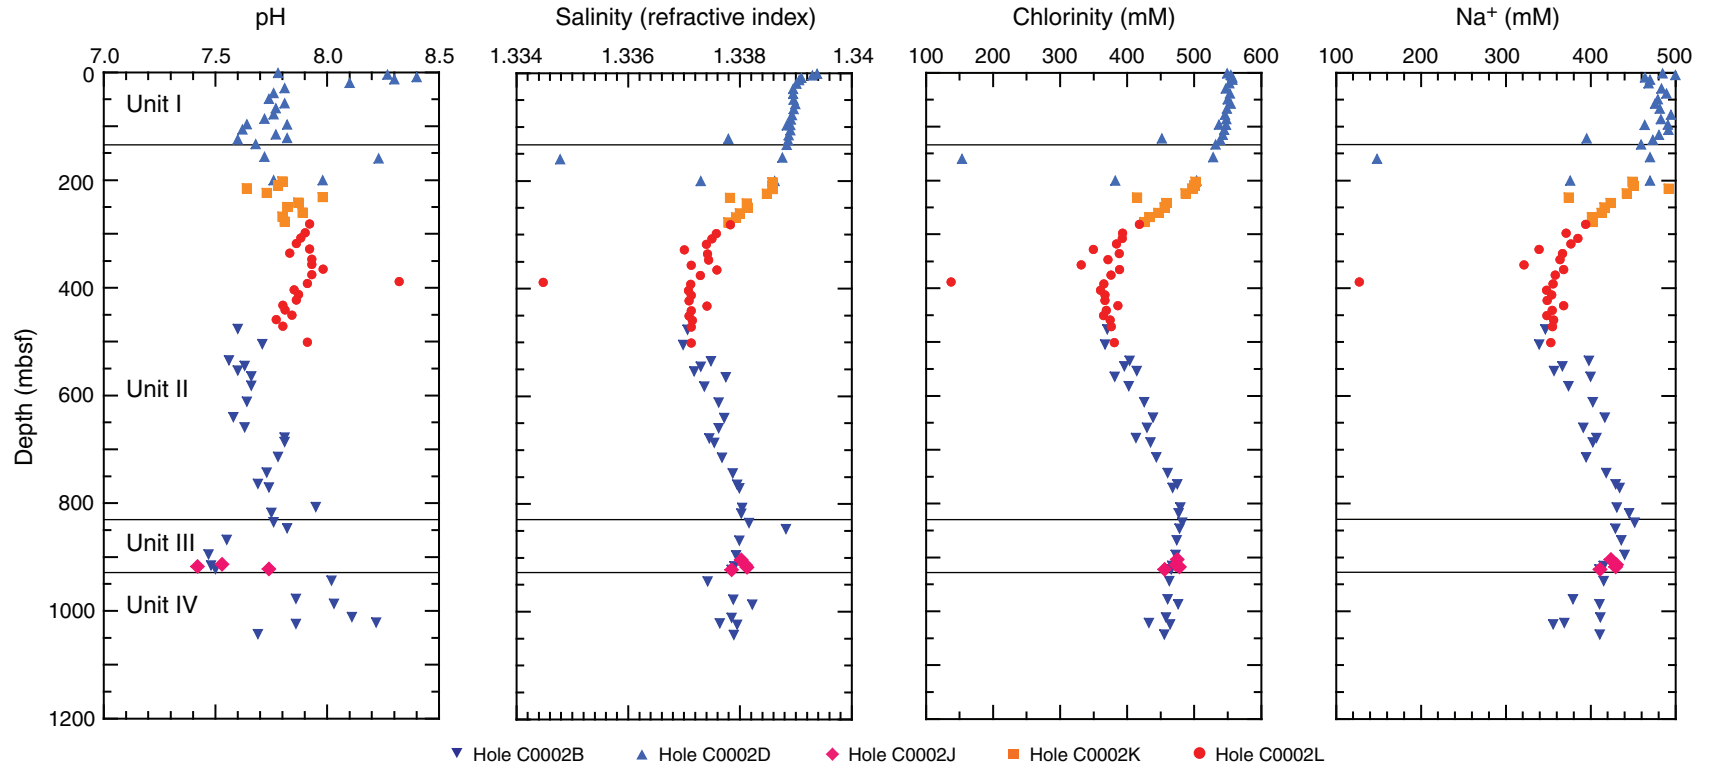 pH
Salinity (refractive index)
Chlorinity (mM)
Na⁺ (mM)
7.0 7.5 8.0 8.5
1.334 1.336 1.338 1.34
100 200 300 400 500 600
100 200 300 400 500
0
200
400
600
800
1000
1200
Depth (mbsf)
Unit I
Unit II
Unit III
Unit IV
Hole C0002B Hole C0002D Hole C0002J Hole C0002K Hole C0002L